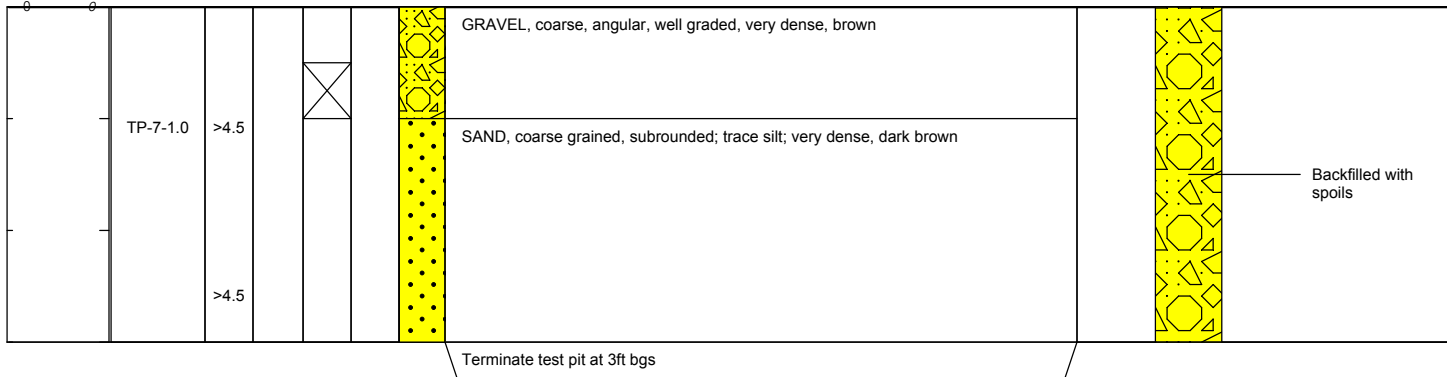 0 0
GRAVEL, coarse, angular, well graded, very dense, brown
TP-7-1.0 >4.5
SAND, coarse grained, subrounded; trace silt; very dense, dark brown
Backfilled with
spoils
>4.5
Terminate test pit at 3ft bgs